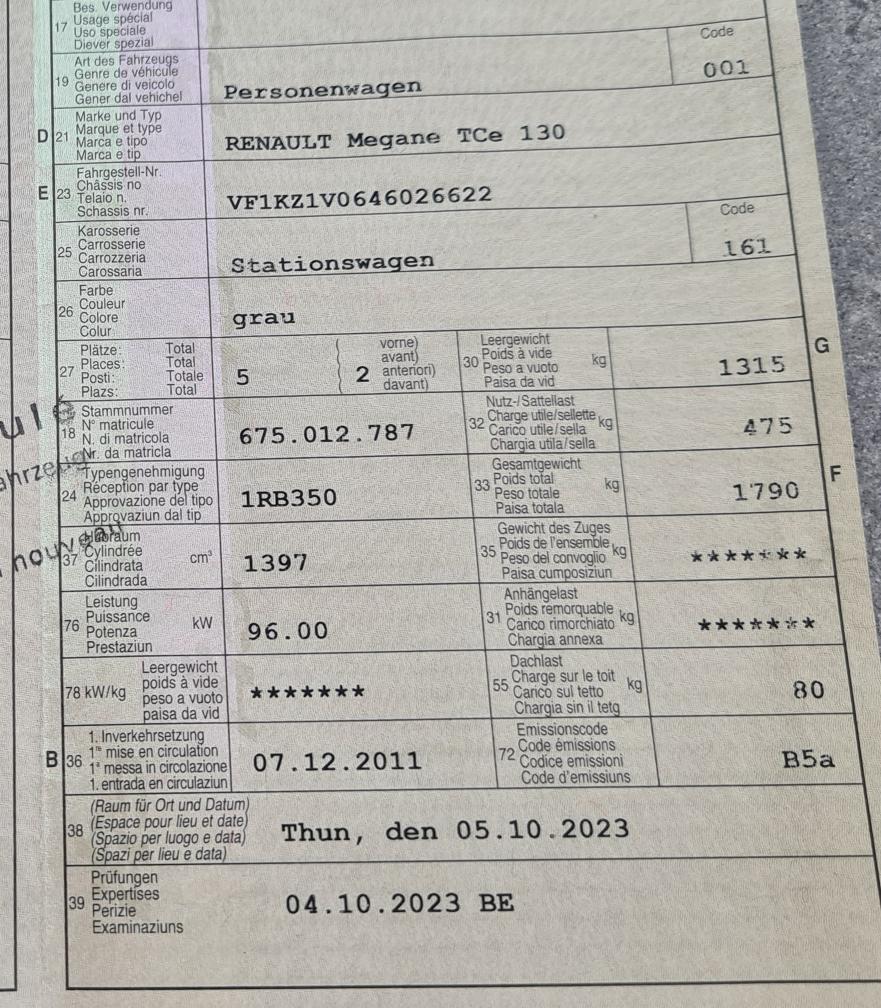 Bes. Verwendung
17 Usage spécial
Uso speciale
Diever spezial
Art des Fahrzeugs
19 Genre de véhicule
Genere di veicolo
Gener dal vehichel
Personenwagen
Code
001
D 21 Marke und Typ
Marque et type
Marca e tipo
Marca e tip
RENAULT Megane TCe 130
E 23 Fahrgestell-Nr.
Châssis no
Telaio n.
Schassis nr.
VF1KZ1V0646026622
25 Karosserie
Carrosserie
Carrozzeria
Carossaria
Stationswagen
Code
161
26 Farbe
Couleur
Colore
Colur
grau
27 Plätze: Total
Places: Total
Posti: Totale
Plazs: Total
5
2
vorne)
avant)
anteriori)
davant)
30 Leergewicht
Poids à vide kg
Peso a vuoto
Paisa da vid
1315
G
18 Stammnummer
N° matricule
N. di matricola
Nr. da matricla
675.012.787
32 Nutz-/Sattellast
Charge utile/sellette kg
Carico utile/sella
Chargia utila/sella
475
24 Typengenehmigung
Réception par type
Approvazione del tipo
Approvaziun dal tip
1RB350
33 Gesamtgewicht
Poids total kg
Peso totale
Paisa totala
1790
F
37 Hubraum
Cylindrée cm³
Cilindrata
Cilindrada
1397
35 Gewicht des Zuges
Poids de l'ensemble kg
Peso del convoglio
Paisa cumposiziun
*******
76 Leistung
Puissance kW
Potenza
Prestaziun
96.00
31 Anhängelast
Poids remorquable kg
Carico rimorchiato
Chargia annexa
*******
78 kW/kg Leergewicht
poids à vide
peso a vuoto
paisa da vid
*******
55 Dachlast
Charge sur le toit kg
Carico sul tetto
Chargia sin il tetg
80
B 36 1. Inverkehrsetzung
1re mise en circulation
1a messa in circolazione
1. entrada en circulaziun
07.12.2011
72 Emissionscode
Code émissions
Codice emissioni
Code d'emissiuns
B5a
38 (Raum für Ort und Datum)
(Espace pour lieu et date)
(Spazio per luogo e data)
(Spazi per lieu e data)
Thun, den 05.10.2023
39 Prüfungen
Expertises
Perizie
Examinaziuns
04.10.2023 BE
nouveau